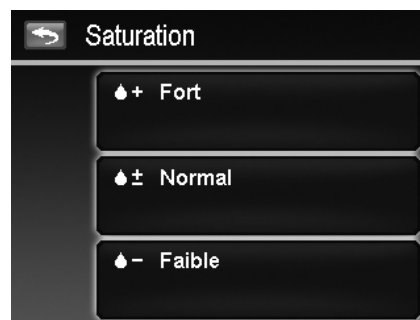 Saturation
+ Fort
± Normal
− Faible